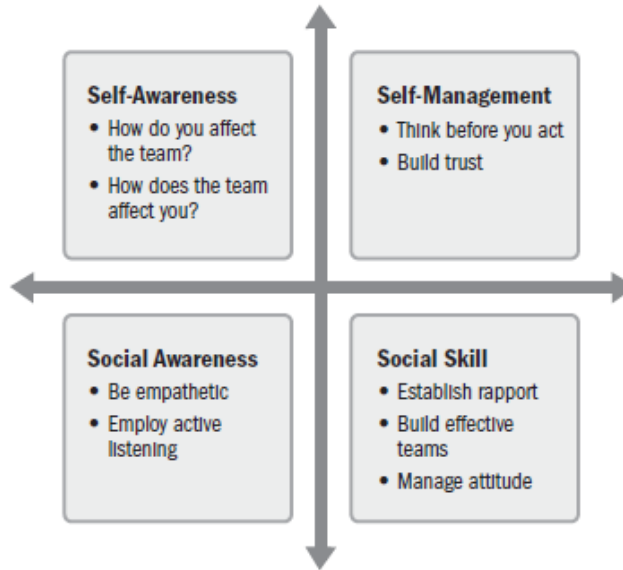 Self-Awareness
• How do you affect
the team?
• How does the team
affect you?
Self-Management
• Think before you act
• Build trust
Social Awareness
• Be empathetic
• Employ active
listening
Social Skill
• Establish rapport
• Build effective
teams
• Manage attitude